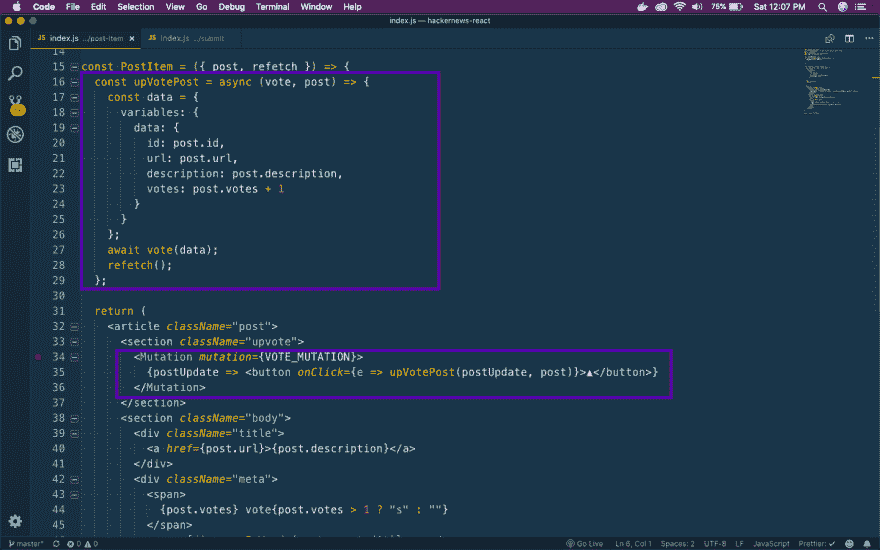 Code File Edit Selection View Go Debug Terminal Window Help 75% Sat 12:07 PM
index.js — hackernews-react
JS index.js .../post-item × JS index.js .../submit
14
15 const PostItem = ({ post, refetch }) => {
16 const upVotePost = async (vote, post) => {
17 const data = {
18 variables: {
19 data: {
20 id: post.id,
21 url: post.url,
22 description: post.description,
23 votes: post.votes + 1
24 }
25 }
26 };
27 await vote(data);
28 refetch();
29 };
30
31 return (
32 <article className="post">
33 <section className="upvote">
34 <Mutation mutation={VOTE_MUTATION}>
35 {postUpdate => <button onClick={e => upVotePost(postUpdate, post)}>▲</button>}
36 </Mutation>
37 </section>
38 <section className="body">
39 <div className="title">
40 <a href={post.url}>{post.description}</a>
41 </div>
42 <div className="meta">
43 <span>
44 {post.votes} vote{post.votes > 1 ? "s" : ""}
45 </span>
master* 0 0 Go Live Ln 6, Col 1 Spaces: 2 UTF-8 LF JavaScript Prettier: ✓